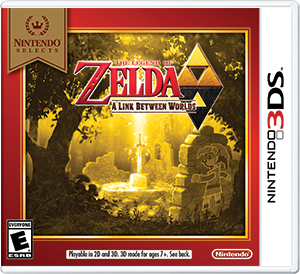 NINTENDO
SELECTS
THE LEGEND OF
ZELDA
A LINK BETWEEN WORLDS
NINTENDO 3DS
EVERYONE
E
ESRB
Playable in 2D and 3D. 3D mode for ages 7+. See back.
Nintendo